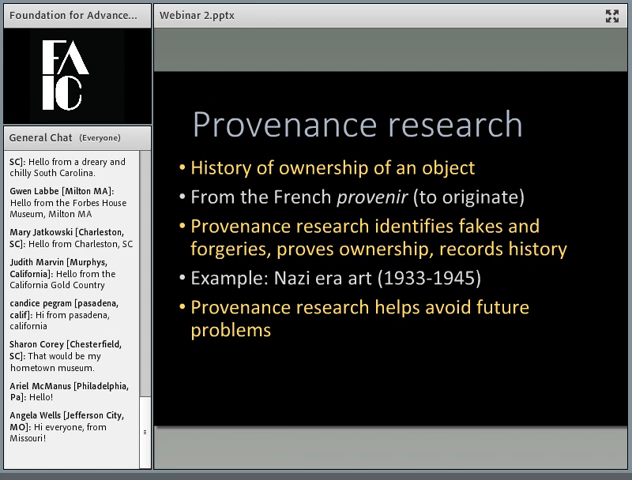 Foundation for Advance...
FA
IC
General Chat (Everyone)
SC]: Hello from a dreary and
chilly South Carolina.
Gwen Labbe [Milton MA]:
Hello from the Forbes House
Museum, Milton MA
Mary Jatkowski [Charleston,
SC]: Hello from Charleston, SC
Judith Marvin [Murphys,
California]: Hello from the
California Gold Country
candice pegram [pasadena,
calif]: Hi from pasadena,
california
Sharon Corey [Chesterfield,
SC]: That would be my
hometown museum.
Ariel McManus [Philadelphia,
Pa]: Hello!
Angela Wells [Jefferson City,
MO]: Hi everyone, from
Missouri!
Webinar 2.pptx
Provenance research
• History of ownership of an object
• From the French provenir (to originate)
• Provenance research identifies fakes and
forgeries, proves ownership, records history
• Example: Nazi era art (1933-1945)
• Provenance research helps avoid future
problems